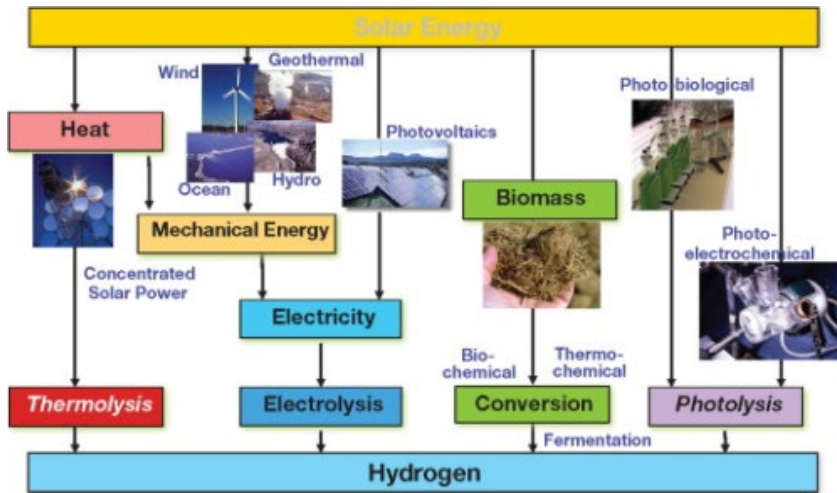 Solar Energy
Geothermal
Wind
Photo-biological
Heat
Photovoltaics
Ocean
Hydro
Biomass
Mechanical Energy
Photo-
electrochemical
Concentrated
Solar Power
Electricity
Bio-
chemical
Thermo-
chemical
Thermolysis
Electrolysis
Conversion
Photolysis
Fermentation
Hydrogen